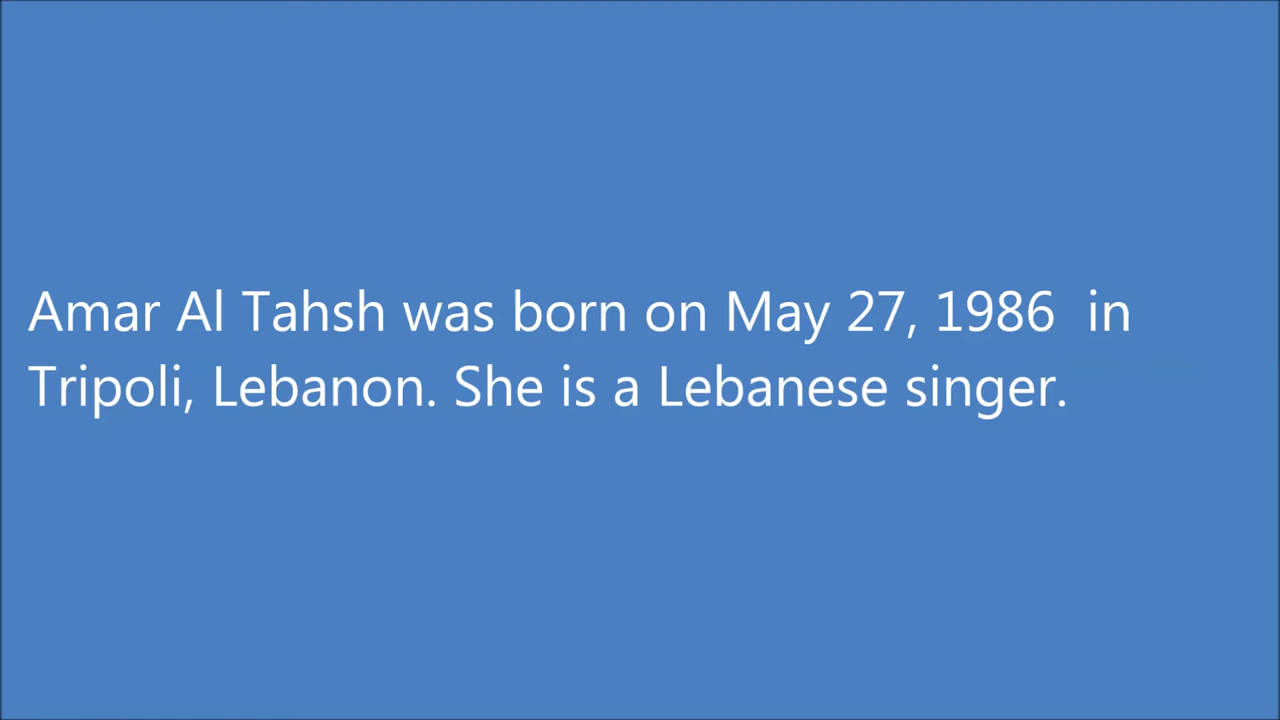 Amar Al Tahsh was born on May 27, 1986  in
Tripoli, Lebanon. She is a Lebanese singer.